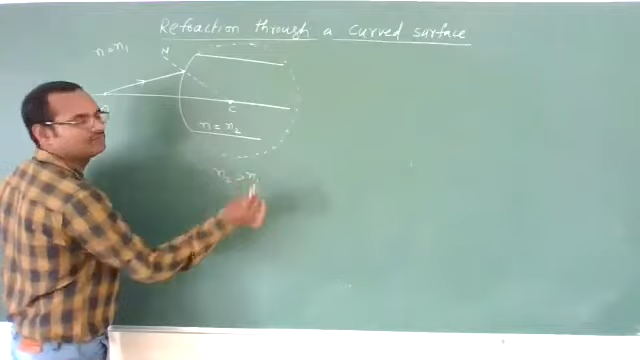 Refraction through a curved surface
n = n₁
N
C
n = n₂
n₂ > n₁